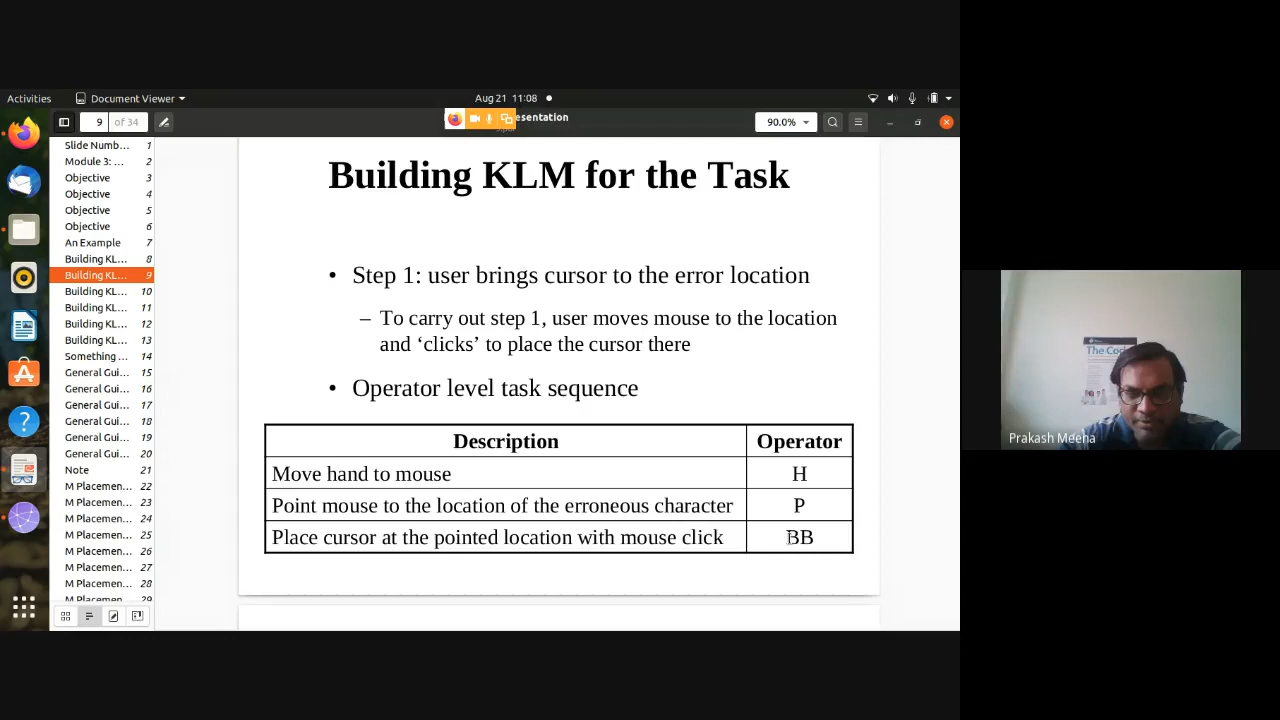 Activities
Document Viewer
Aug 21 11:08
9
of 34
esentation
90.0%
Slide Numb... 1
Module 3: ... 2
Objective 3
Objective 4
Objective 5
Objective 6
An Example 7
Building KL... 8
Building KL... 9
Building KL... 10
Building KL... 11
Building KL... 12
Building KL... 13
Something ... 14
General Gui... 15
General Gui... 16
General Gui... 17
General Gui... 18
General Gui... 19
General Gui... 20
Note 21
M Placemen... 22
M Placemen... 23
M Placemen... 24
M Placemen... 25
M Placemen... 26
M Placemen... 27
M Placemen... 28
M Placemen... 29
Building KLM for the Task
• Step 1: user brings cursor to the error location
– To carry out step 1, user moves mouse to the location
and ‘clicks’ to place the cursor there
• Operator level task sequence
Description Operator
Move hand to mouse H
Point mouse to the location of the erroneous character P
Place cursor at the pointed location with mouse click BB
The Cod
Prakash Meena